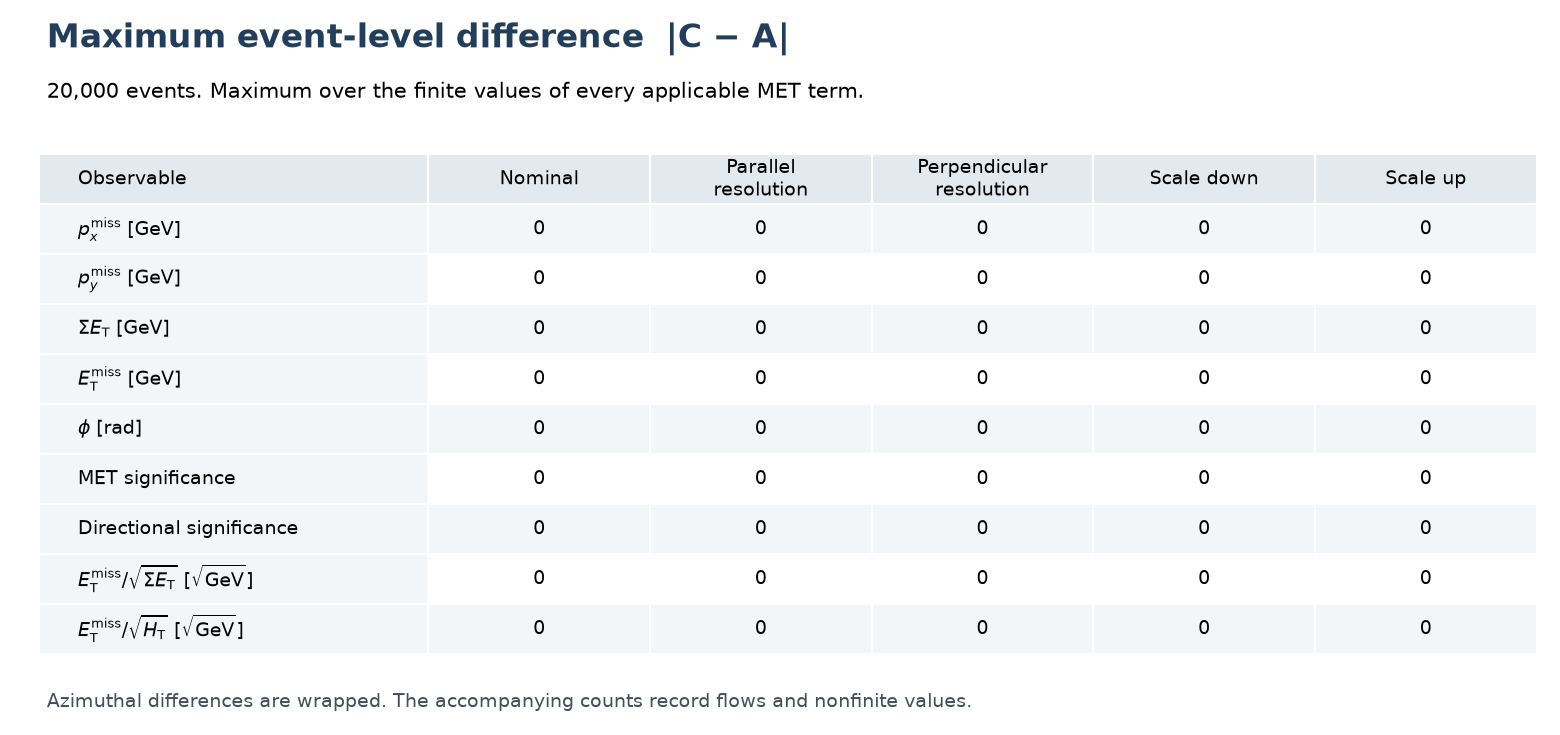 Maximum event-level difference |C − A|
20,000 events. Maximum over the finite values of every applicable MET term.
Observable Nominal Parallel resolution Perpendicular resolution Scale down Scale up
p_x^miss [GeV] 0 0 0 0 0
p_y^miss [GeV] 0 0 0 0 0
ΣE_T [GeV] 0 0 0 0 0
E_T^miss [GeV] 0 0 0 0 0
ϕ [rad] 0 0 0 0 0
MET significance 0 0 0 0 0
Directional significance 0 0 0 0 0
E_T^miss/√ΣE_T [√GeV] 0 0 0 0 0
E_T^miss/√H_T [√GeV] 0 0 0 0 0
Azimuthal differences are wrapped. The accompanying counts record flows and nonfinite values.